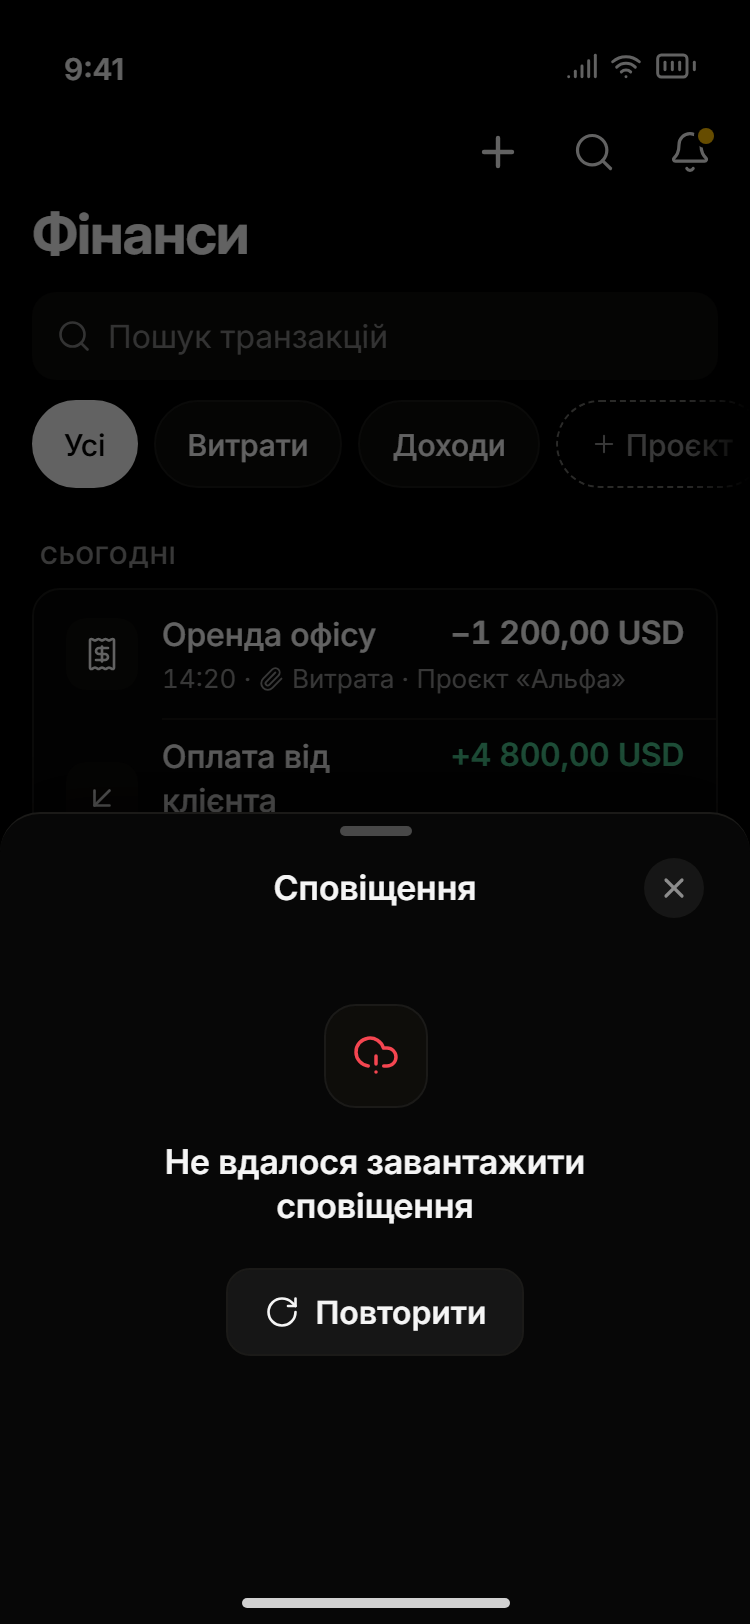 9:41
Фінанси
Пошук транзакцій
Усі Витрати Доходи + Проєкт
СЬОГОДНІ
Оренда офісу −1 200,00 USD
14:20 · Витрата · Проєкт «Альфа»
Оплата від +4 800,00 USD
клієнта
Сповіщення
Не вдалося завантажити
сповіщення
Повторити